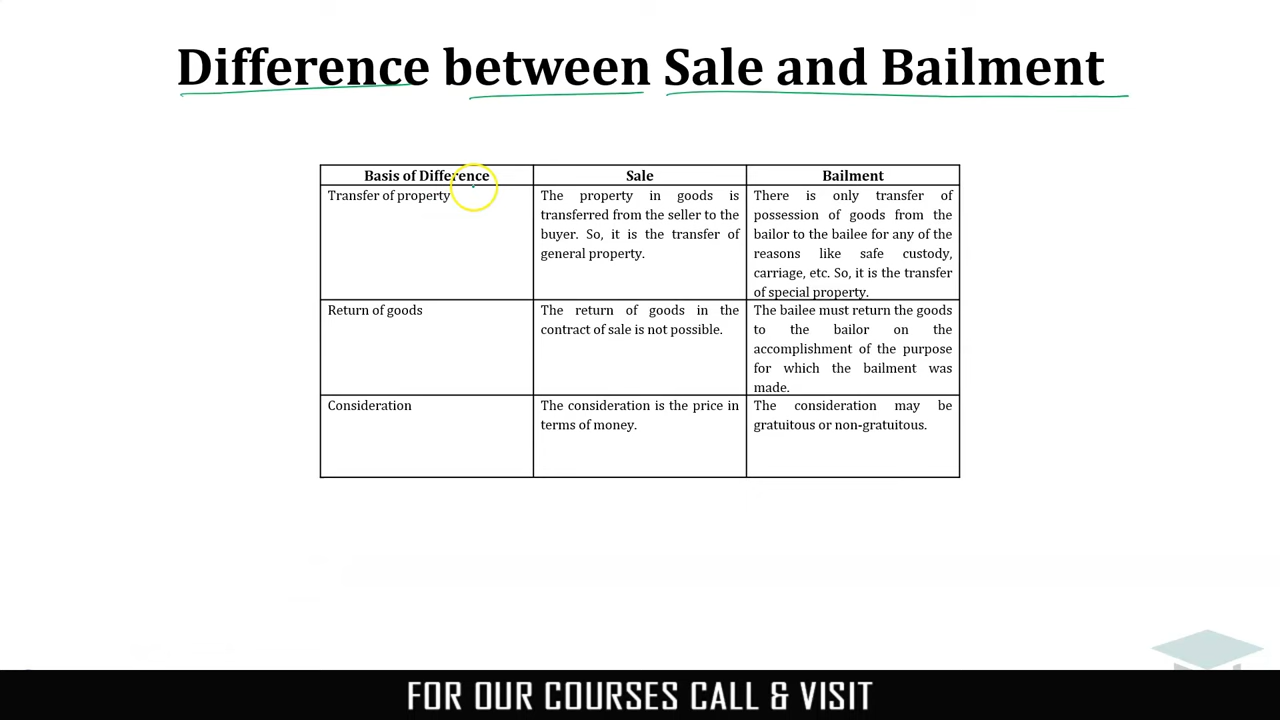 Difference between Sale and Bailment
Basis of Difference
Sale
Bailment
Transfer of property
The property in goods is
transferred from the seller to the
buyer. So, it is the transfer of
general property.
There is only transfer of
possession of goods from the
bailor to the bailee for any of the
reasons like safe custody,
carriage, etc. So, it is the transfer
of special property.
Return of goods
The return of goods in the
contract of sale is not possible.
The bailee must return the goods
to the bailor on the
accomplishment of the purpose
for which the bailment was
made.
Consideration
The consideration is the price in
terms of money.
The consideration may be
gratuitous or non-gratuitous.
FOR OUR COURSES CALL & VISIT